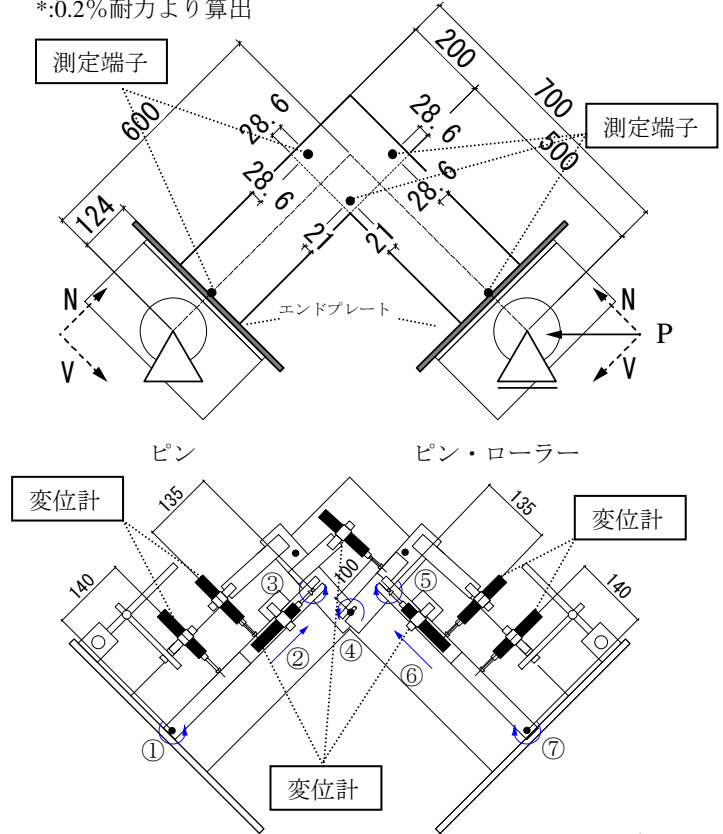 *:0.2%耐力より算出
測定端子
測定端子
200
700
500
600
28.6
28.6
28.6
28.6
124
21
21
エンドプレート
N
V
N
V
P
ピン
ピン・ローラー
変位計
変位計
135
135
140
140
100
①
②
③
④
⑤
⑥
⑦
変位計